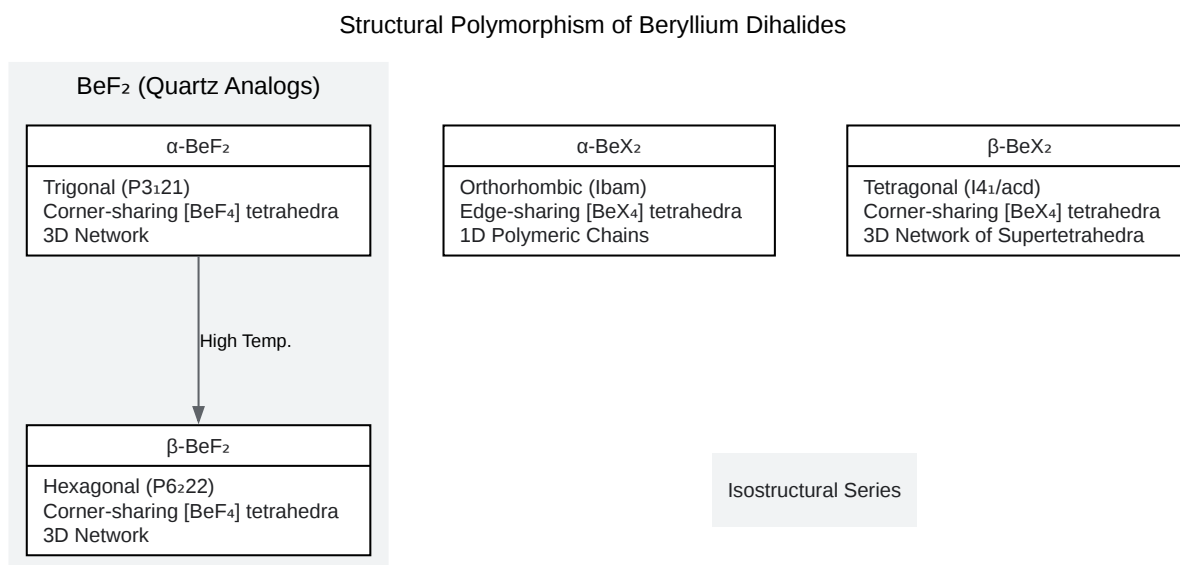 Structural Polymorphism of Beryllium Dihalides
BeF₂ (Quartz Analogs)
α-BeF₂
Trigonal (P3₁21)
Corner-sharing [BeF₄] tetrahedra
3D Network
High Temp.
β-BeF₂
Hexagonal (P6₂22)
Corner-sharing [BeF₄] tetrahedra
3D Network
α-BeX₂
Orthorhombic (Ibam)
Edge-sharing [BeX₄] tetrahedra
1D Polymeric Chains
β-BeX₂
Tetragonal (I4₁/acd)
Corner-sharing [BeX₄] tetrahedra
3D Network of Supertetrahedra
Isostructural Series